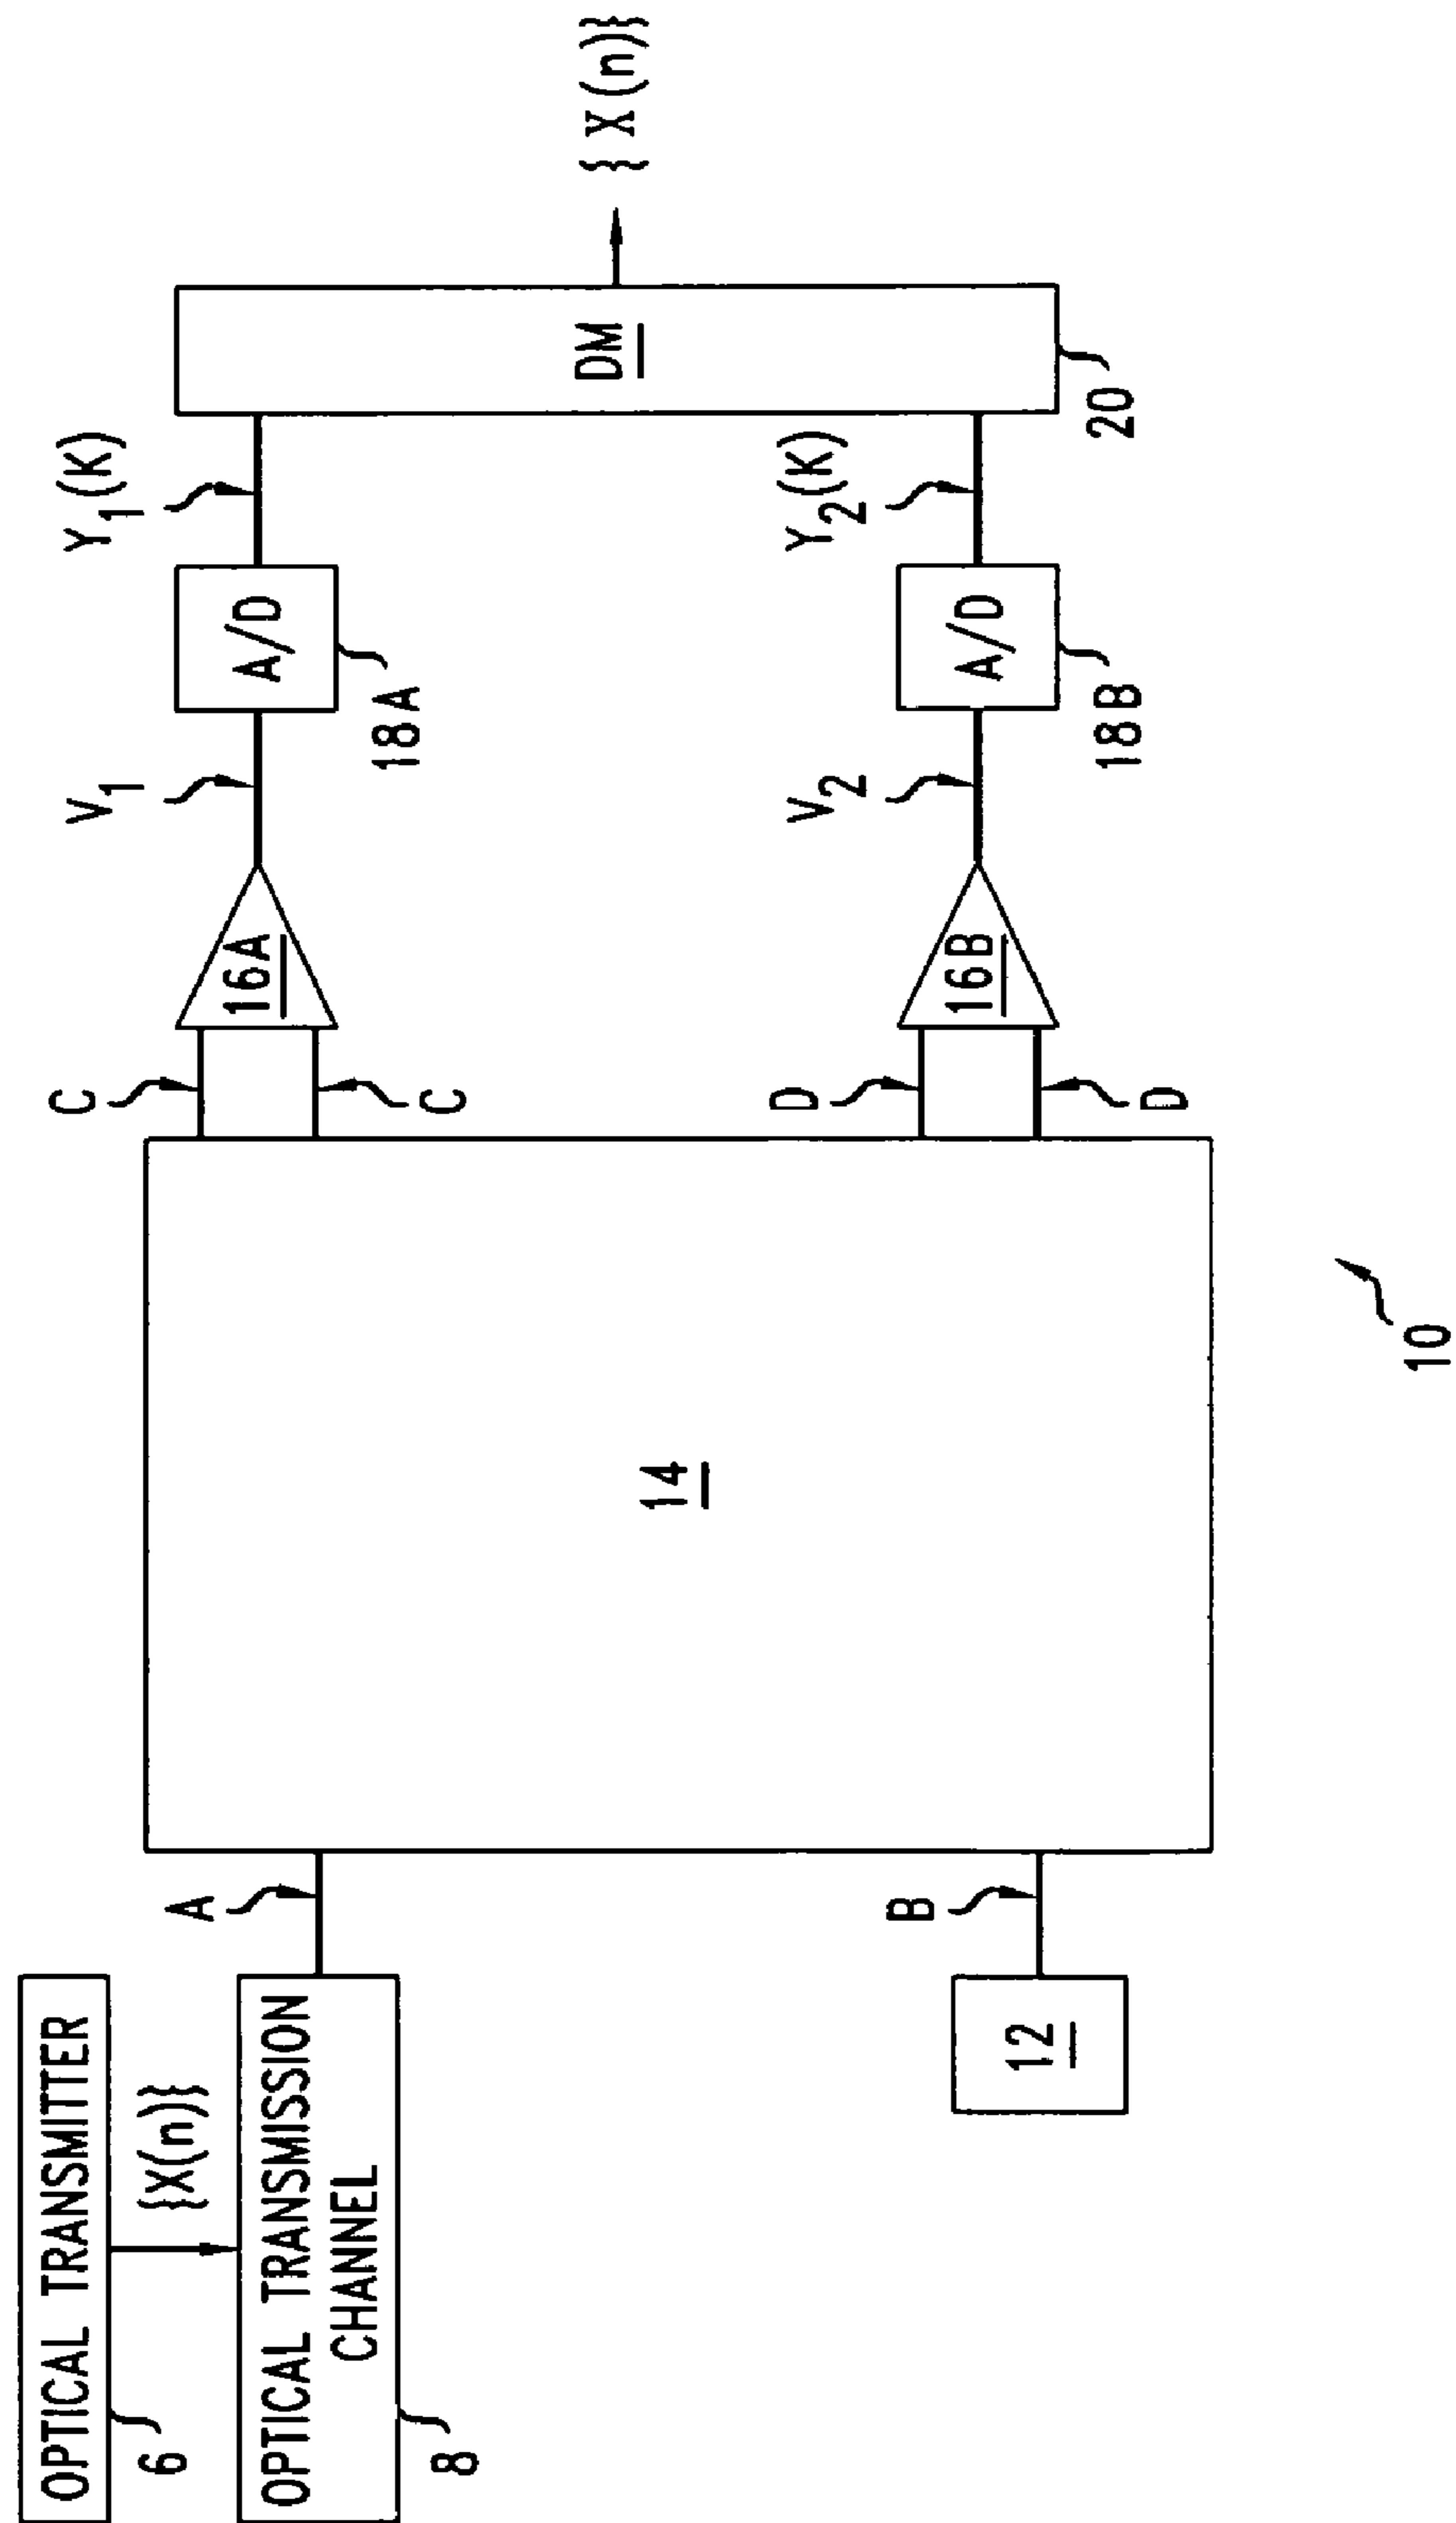 OPTICAL TRANSMITTER
6
{X(n)}
OPTICAL TRANSMISSION
CHANNEL
8
A
B
12
14
C
C
D
D
16A
16B
V1
V2
A/D
18A
A/D
18B
Y1(K)
Y2(K)
DM
20
{ X(n)}
10